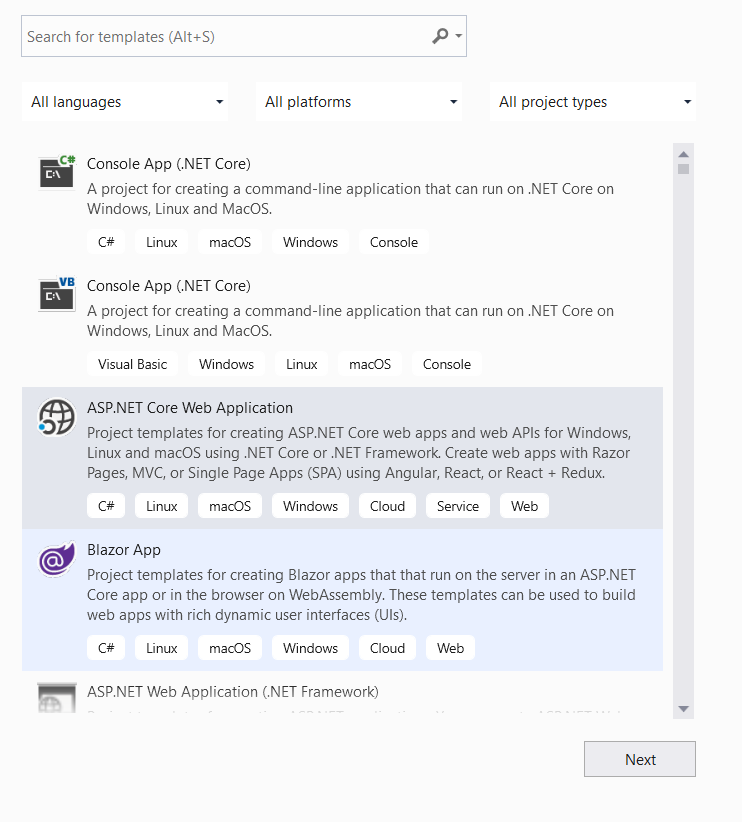 Search for templates (Alt+S)
All languages
All platforms
All project types
C#
C:\
Console App (.NET Core)
A project for creating a command-line application that can run on .NET Core on
Windows, Linux and MacOS.
C# Linux macOS Windows Console
VB
C:\
Console App (.NET Core)
A project for creating a command-line application that can run on .NET Core on
Windows, Linux and MacOS.
Visual Basic Windows Linux macOS Console
ASP.NET Core Web Application
Project templates for creating ASP.NET Core web apps and web APIs for Windows,
Linux and macOS using .NET Core or .NET Framework. Create web apps with Razor
Pages, MVC, or Single Page Apps (SPA) using Angular, React, or React + Redux.
C# Linux macOS Windows Cloud Service Web
@
Blazor App
Project templates for creating Blazor apps that that run on the server in an ASP.NET
Core app or in the browser on WebAssembly. These templates can be used to build
web apps with rich dynamic user interfaces (UIs).
C# Linux macOS Windows Cloud Web
ASP.NET Web Application (.NET Framework)
Next